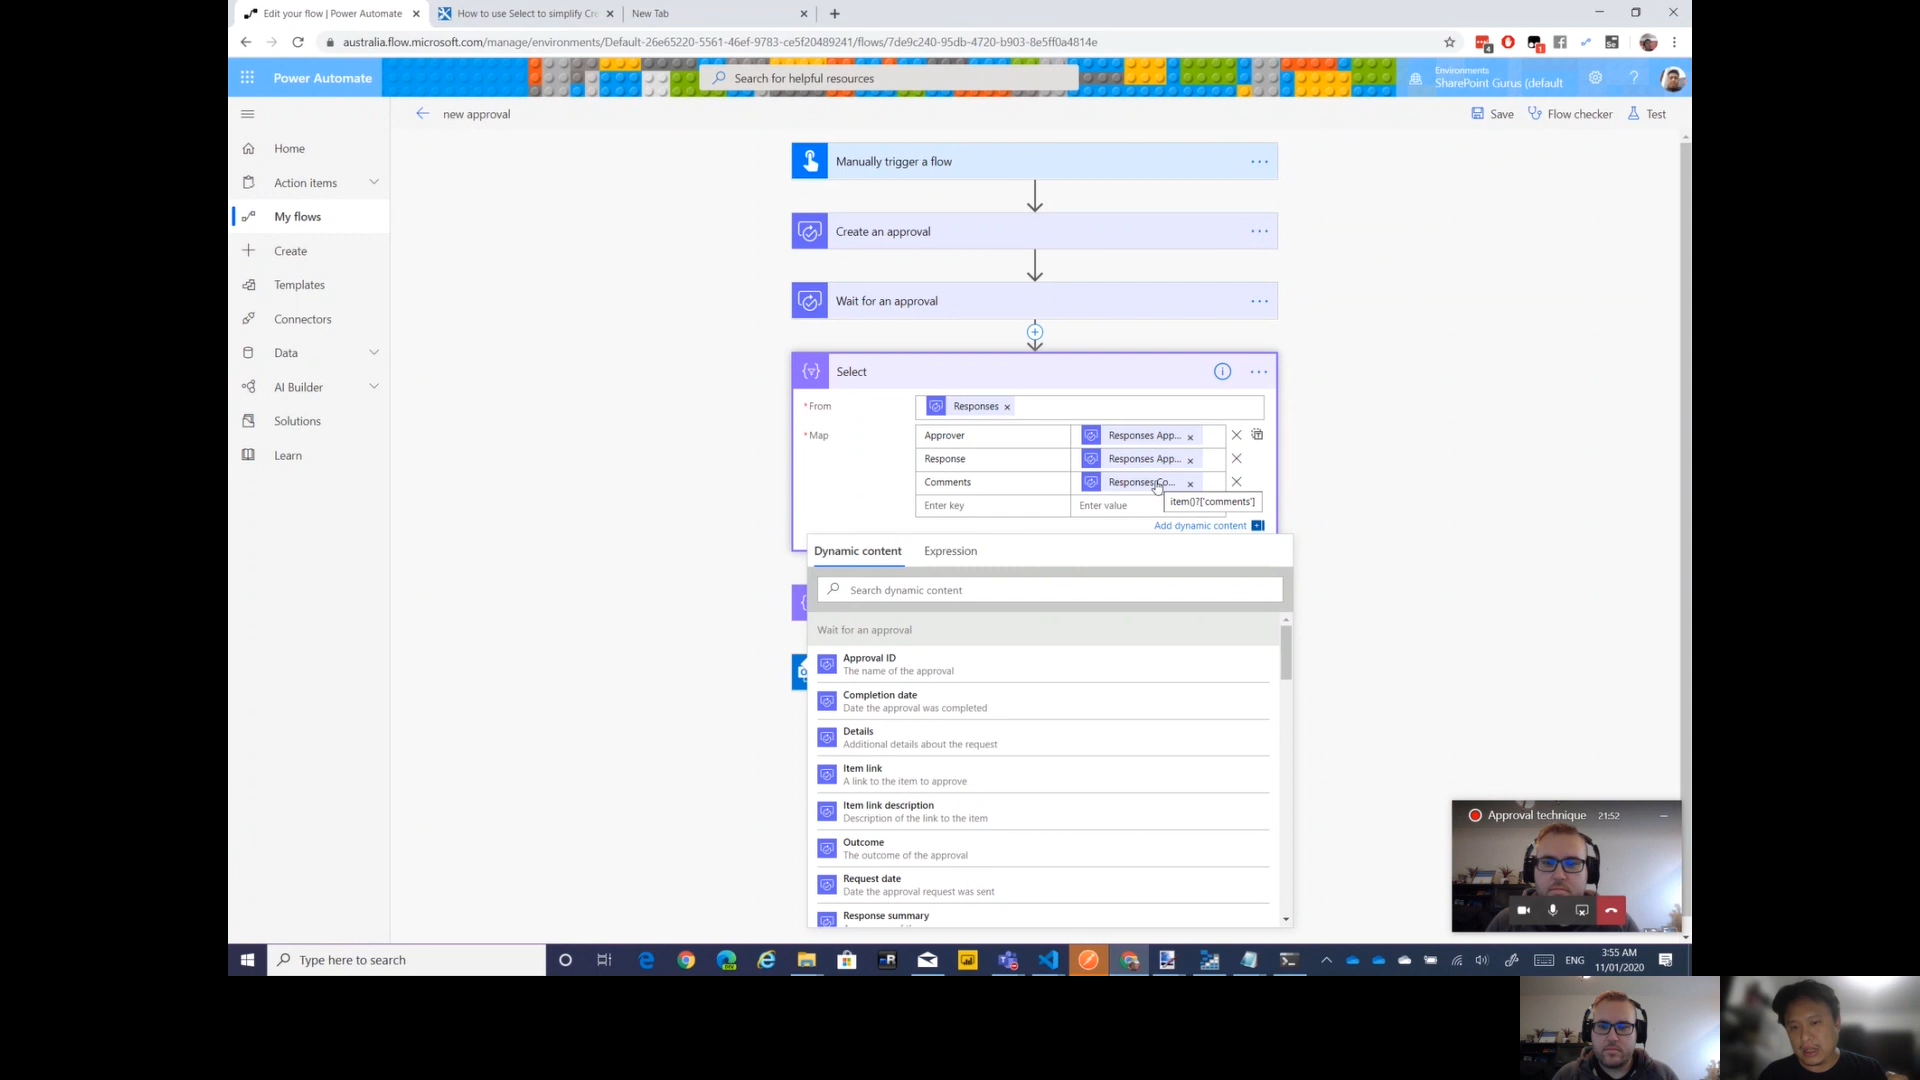 Edit your flow | Power Automate
How to use Select to simplify Cre
New Tab
australia.flow.microsoft.com/manage/environments/Default-26e65220-5561-46ef-9783-ce5f20489241/flows/7de9c240-95db-4720-b903-8e5ff0a4814e
Power Automate
Search for helpful resources
Environments
SharePoint Gurus (default
new approval
Save
Flow checker
Test
Home
Action items
My flows
Create
Templates
Connectors
Data
AI Builder
Solutions
Learn
Manually trigger a flow
Create an approval
Wait for an approval
Select
* From
Responses
* Map
Approver
Responses App...
Response
Responses App...
Comments
Responses Co...
item()?['comments']
Enter key
Enter value
Add dynamic content
Dynamic content
Expression
Search dynamic content
Wait for an approval
Approval ID
The name of the approval
Completion date
Date the approval was completed
Details
Additional details about the request
Item link
A link to the item to approve
Item link description
Description of the link to the item
Outcome
The outcome of the approval
Request date
Date the approval request was sent
Response summary
Approval technique 21:52
Type here to search
ENG
3:55 AM
11/01/2020